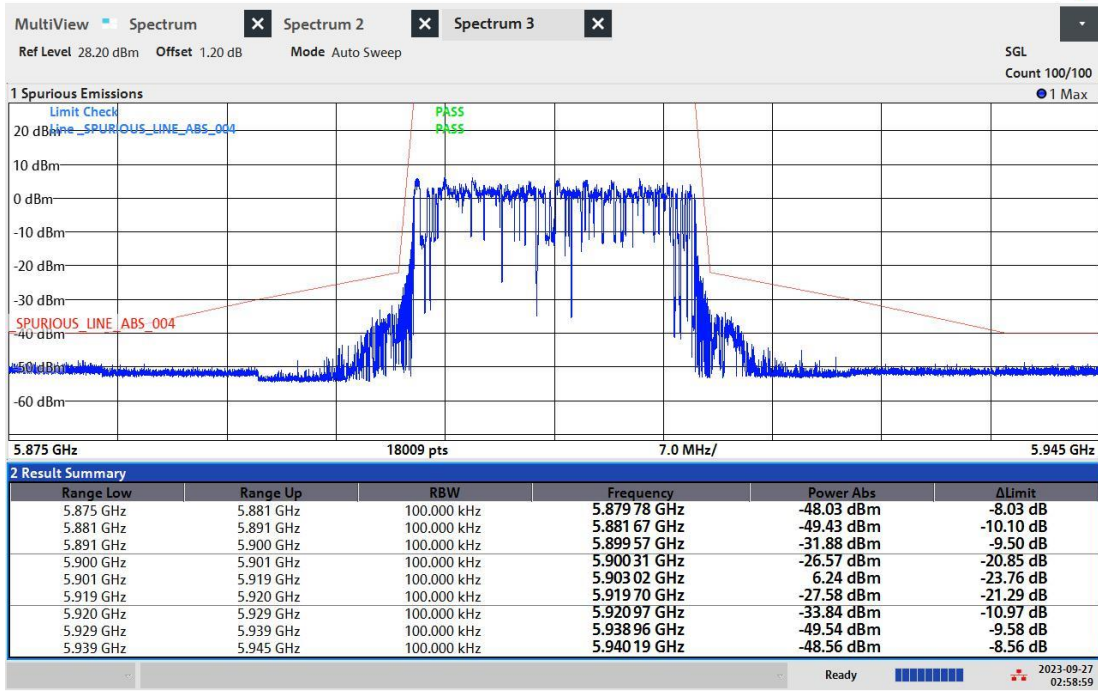 MultiView Spectrum Spectrum 2 Spectrum 3
Ref Level 28.20 dBm Offset 1.20 dB Mode Auto Sweep SGL
Count 100/100
1 Spurious Emissions 1 Max
Limit Check PASS
20 dBm Line _SPURIOUS_LINE_ABS_004 PASS
10 dBm
0 dBm
-10 dBm
-20 dBm
-30 dBm
SPURIOUS_LINE_ABS_004
-40 dBm
-50 dBm
-60 dBm
5.875 GHz 18009 pts 7.0 MHz/ 5.945 GHz
2 Result Summary
Range Low Range Up RBW Frequency Power Abs ΔLimit
5.875 GHz 5.881 GHz 100.000 kHz 5.879 78 GHz -48.03 dBm -8.03 dB
5.881 GHz 5.891 GHz 100.000 kHz 5.881 67 GHz -49.43 dBm -10.10 dB
5.891 GHz 5.900 GHz 100.000 kHz 5.899 57 GHz -31.88 dBm -9.50 dB
5.900 GHz 5.901 GHz 100.000 kHz 5.900 31 GHz -26.57 dBm -20.85 dB
5.901 GHz 5.919 GHz 100.000 kHz 5.903 02 GHz 6.24 dBm -23.76 dB
5.919 GHz 5.920 GHz 100.000 kHz 5.919 70 GHz -27.58 dBm -21.29 dB
5.920 GHz 5.929 GHz 100.000 kHz 5.920 97 GHz -33.84 dBm -10.97 dB
5.929 GHz 5.939 GHz 100.000 kHz 5.938 96 GHz -49.54 dBm -9.58 dB
5.939 GHz 5.945 GHz 100.000 kHz 5.940 19 GHz -48.56 dBm -8.56 dB
Ready 2023-09-27
02:58:59